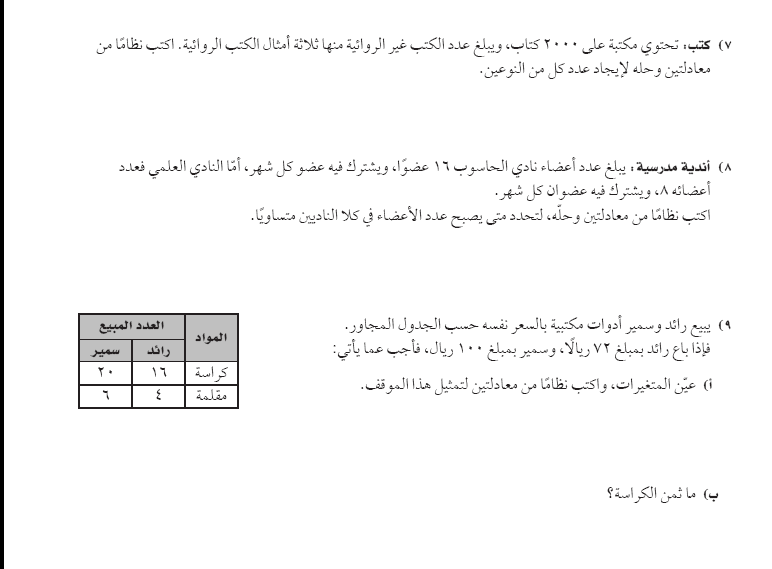 ٧) كتب: تحتوي مكتبة على ٢٠٠٠ كتاب، ويبلغ عدد الكتب غير الروائية منها ثلاثة أمثال الكتب الروائية. اكتب نظامًا من
معادلتين وحله لإيجاد عدد كل من النوعين.
٨) أندية مدرسية: يبلغ عدد أعضاء نادي الحاسوب ١٦ عضوًا، ويشترك فيه عضو كل شهر، أمّا النادي العلمي فعدد
أعضائه ٨، ويشترك فيه عضوان كل شهر.
اكتب نظامًا من معادلتين وحلّه، لتحدد متى يصبح عدد الأعضاء في كلا الناديين متساويًا.
٩) يبيع رائد وسمير أدوات مكتبية بالسعر نفسه حسب الجدول المجاور.
فإذا باع رائد بمبلغ ٧٢ ريالًا، وسمير بمبلغ ١٠٠ ريال، فأجب عما يأتي:
المواد العدد المبيع
رائد سمير
كراسة ١٦ ٢٠
مقلمة ٤ ٦
أ) عيّن المتغيرات، واكتب نظامًا من معادلتين لتمثيل هذا الموقف.
ب) ما ثمن الكراسة؟